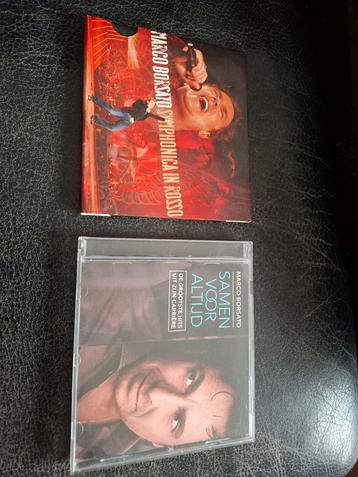 MARCO BORSATO SYMPHONICA IN ROSSO
MARCO BORSATO
SAMEN
VOOR
ALTIJD
DE GROOTSTE HITS
UIT ZIJN CARRIÈRE